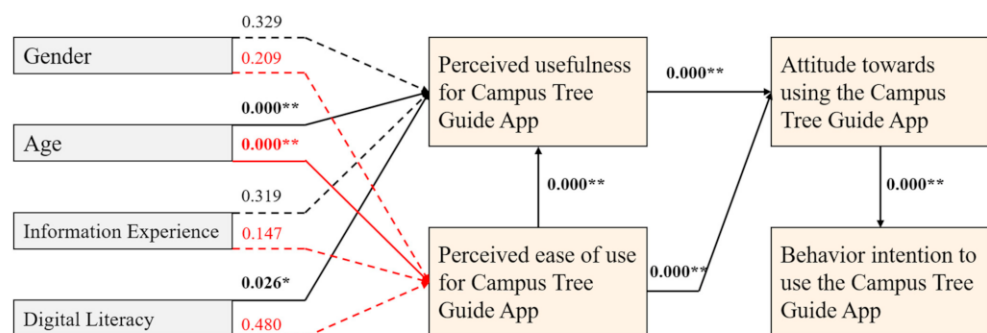 0.329
Gender
0.209
0.000**
Age
0.000**
0.319
Information Experience
0.147
0.026*
Digital Literacy
0.480
Perceived usefulness
for Campus Tree
Guide App
0.000**
Perceived ease of use
for Campus Tree
Guide App
0.000**
0.000**
Attitude towards
using the Campus
Tree Guide App
0.000**
Behavior intention to
use the Campus Tree
Guide App